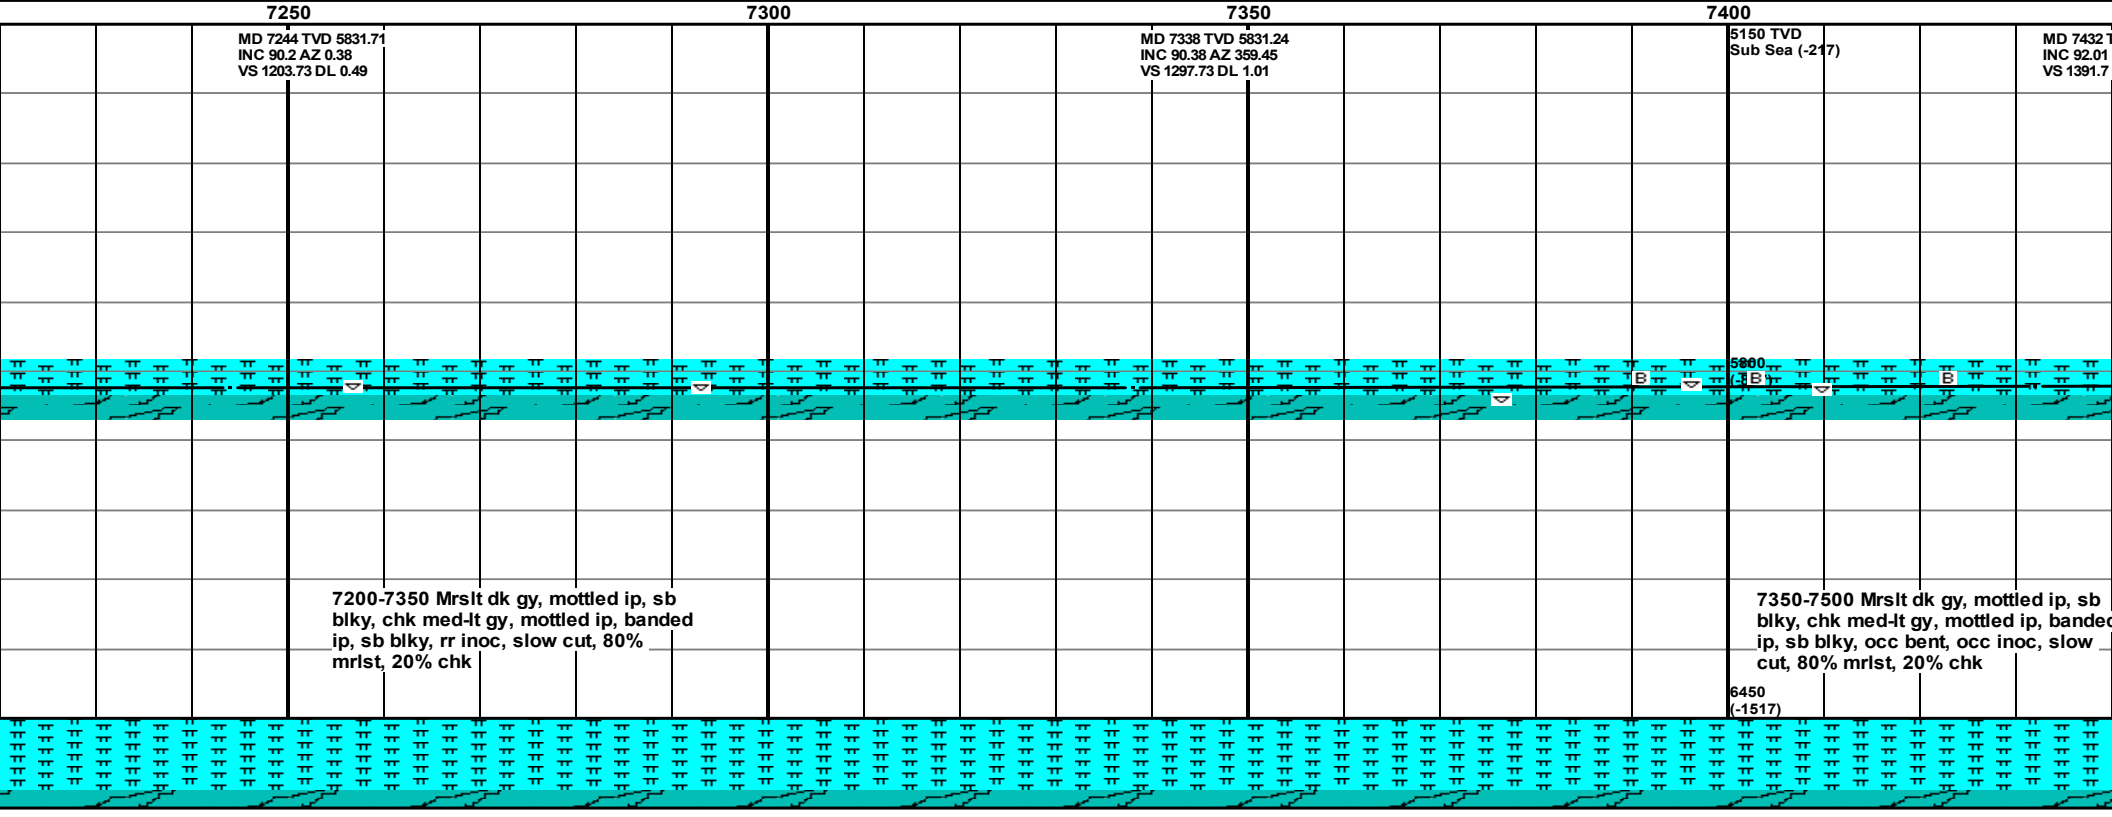 7250
7300
7350
7400
MD 7244 TVD 5831.71
INC 90.2 AZ 0.38
VS 1203.73 DL 0.49
MD 7338 TVD 5831.24
INC 90.38 AZ 359.45
VS 1297.73 DL 1.01
5150 TVD
Sub Sea (-217)
MD 7432 T
INC 92.01
VS 1391.7
5800
B
B
B
7200-7350 Mrslt dk gy, mottled ip, sb
blky, chk med-lt gy, mottled ip, banded
ip, sb blky, rr inoc, slow cut, 80%
mrlst, 20% chk
7350-7500 Mrslt dk gy, mottled ip, sb
blky, chk med-lt gy, mottled ip, banded
ip, sb blky, occ bent, occ inoc, slow
cut, 80% mrlst, 20% chk
6450
(-1517)